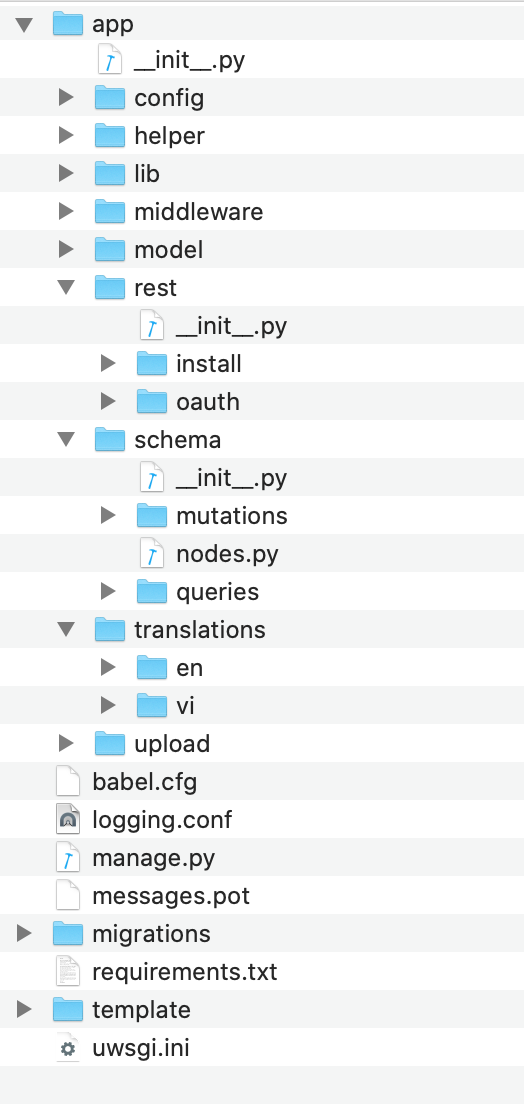 app
__init__.py
config
helper
lib
middleware
model
rest
__init__.py
install
oauth
schema
__init__.py
mutations
nodes.py
queries
translations
en
vi
upload
babel.cfg
logging.conf
manage.py
messages.pot
migrations
requirements.txt
template
uwsgi.ini